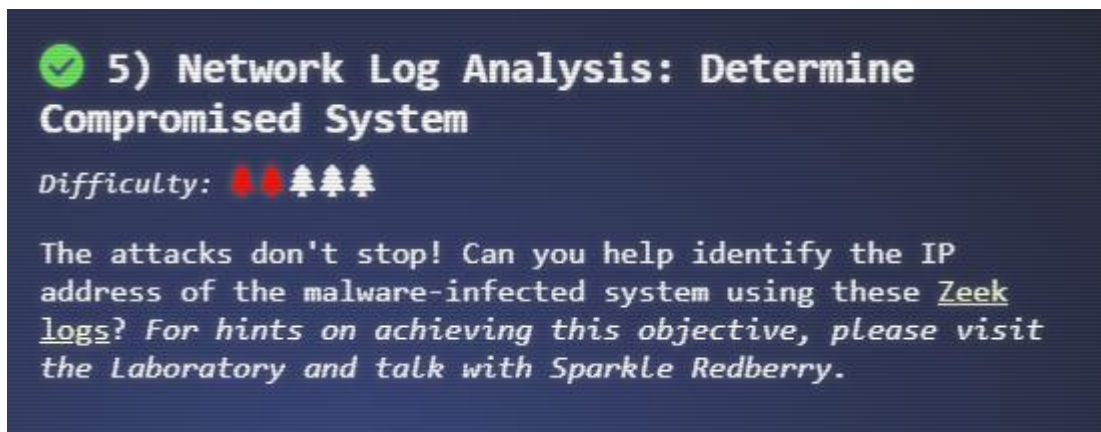 5) Network Log Analysis: Determine
Compromised System
Difficulty:
The attacks don't stop! Can you help identify the IP
address of the malware-infected system using these Zeek
logs? For hints on achieving this objective, please visit
the Laboratory and talk with Sparkle Redberry.